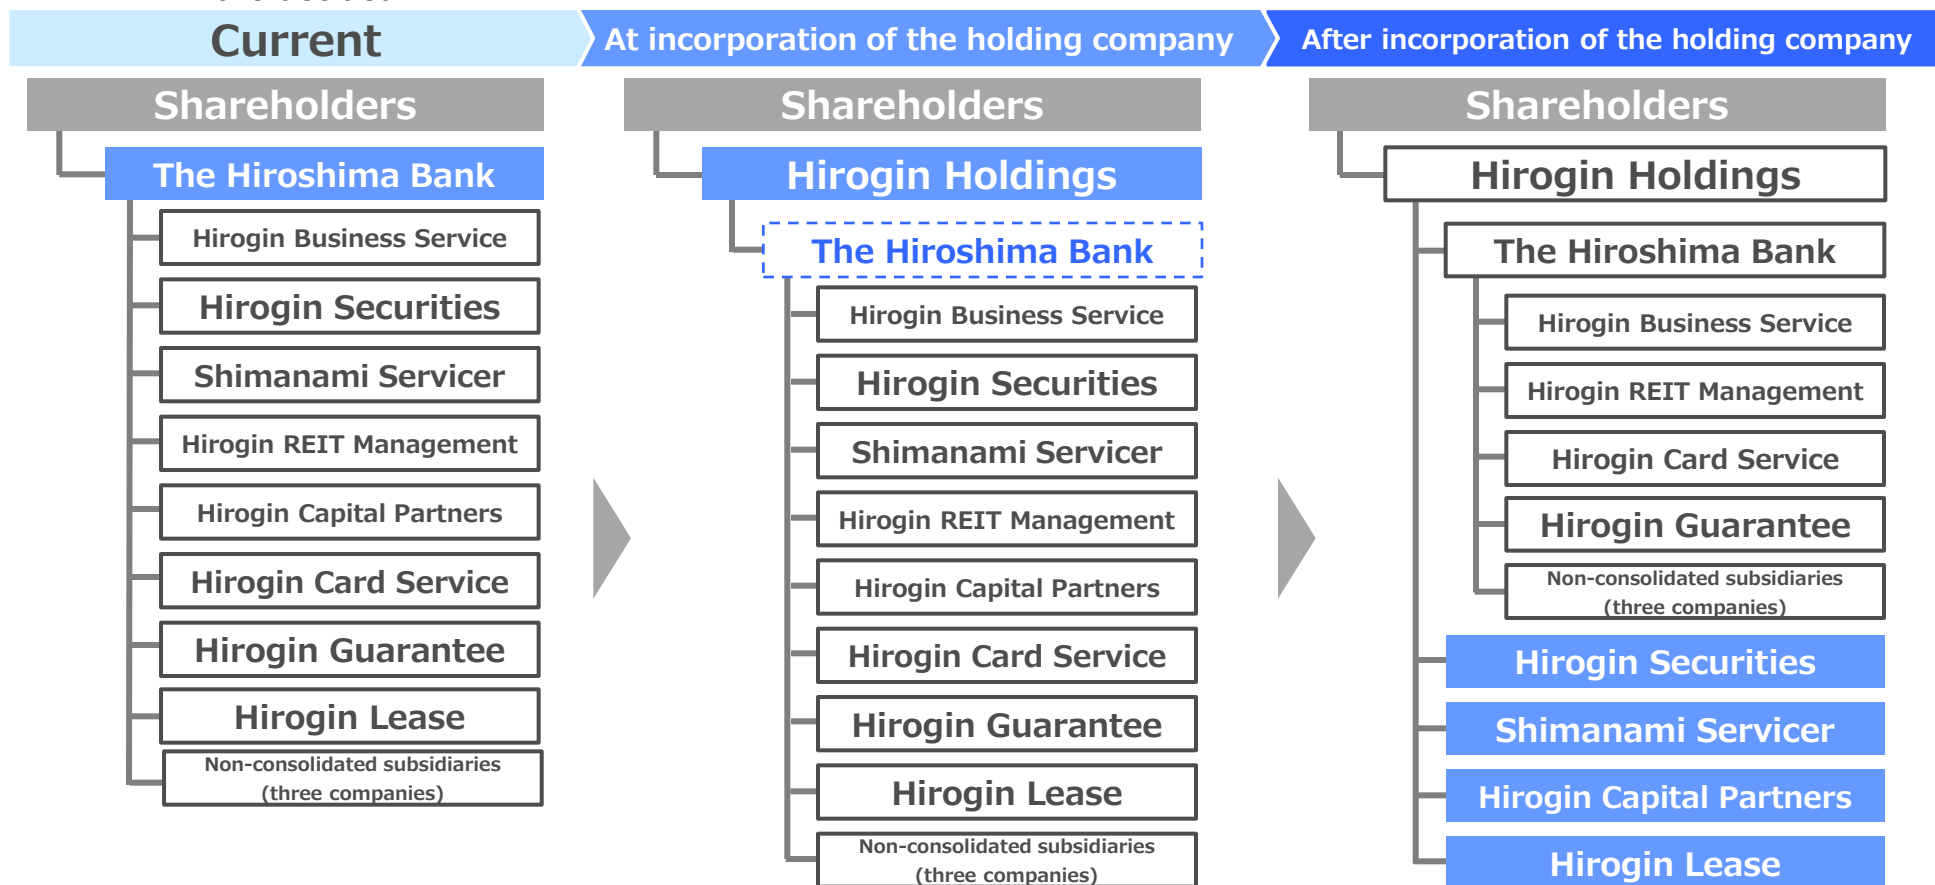 Current
At incorporation of the holding company
After incorporation of the holding company
Shareholders
The Hiroshima Bank
Hirogin Business Service
Hirogin Securities
Shimanami Servicer
Hirogin REIT Management
Hirogin Capital Partners
Hirogin Card Service
Hirogin Guarantee
Hirogin Lease
Non-consolidated subsidiaries
(three companies)
Shareholders
Hirogin Holdings
The Hiroshima Bank
Hirogin Business Service
Hirogin Securities
Shimanami Servicer
Hirogin REIT Management
Hirogin Capital Partners
Hirogin Card Service
Hirogin Guarantee
Hirogin Lease
Non-consolidated subsidiaries
(three companies)
Shareholders
Hirogin Holdings
The Hiroshima Bank
Hirogin Business Service
Hirogin REIT Management
Hirogin Card Service
Hirogin Guarantee
Non-consolidated subsidiaries
(three companies)
Hirogin Securities
Shimanami Servicer
Hirogin Capital Partners
Hirogin Lease